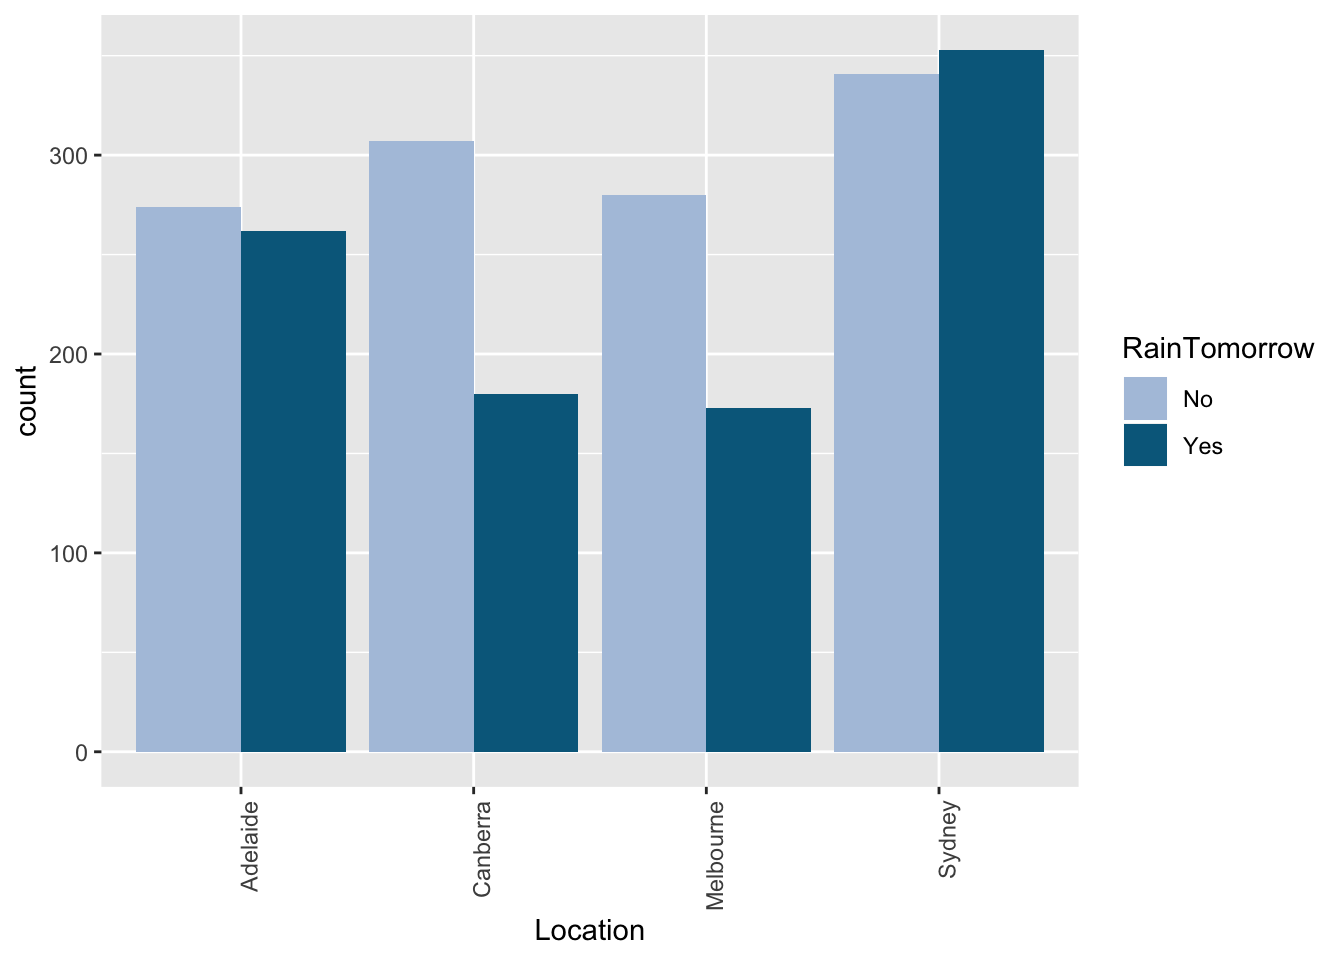 count
300
200
100
0
Adelaide
Canberra
Melbourne
Sydney
Location
RainTomorrow
No
Yes